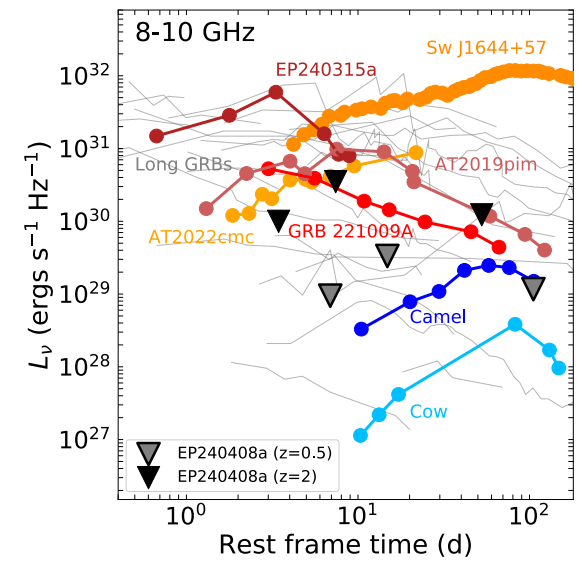 8-10 GHz
Sw J1644+57
EP240315a
Long GRBs
AT2019pim
AT2022cmc
GRB 221009A
Camel
Cow
EP240408a (z=0.5)
EP240408a (z=2)
10^32
10^31
10^30
10^29
10^28
10^27
L_ν (ergs s^−1 Hz^−1)
10^0 10^1 10^2
Rest frame time (d)